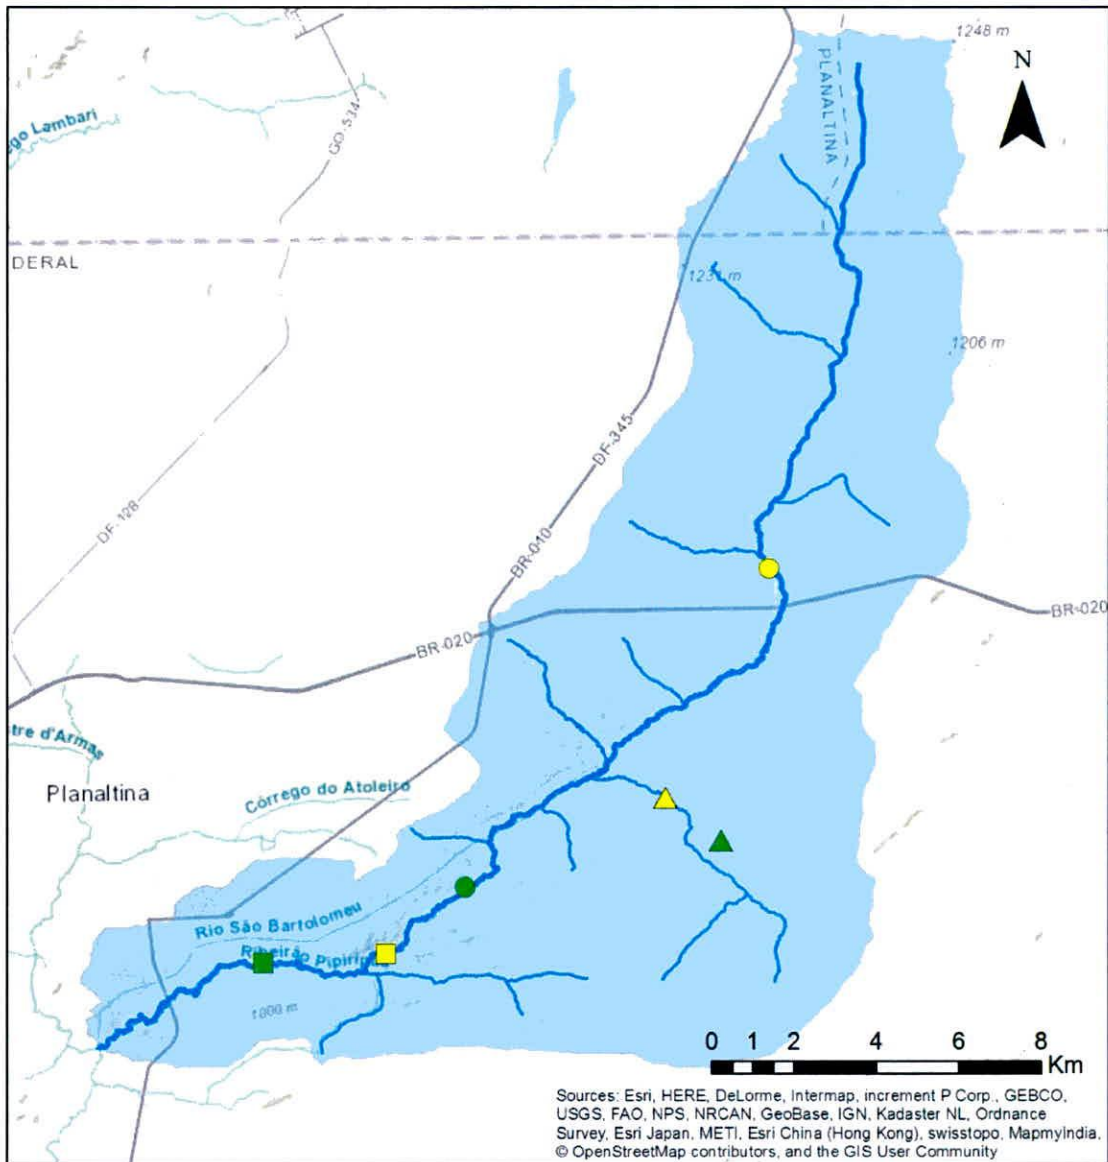 1248 m
N
PLANALTINA
GO-534
ego Lambari
DERAL
1231 m
1206 m
DF-345
DF-128
BR-010
BR-020
BR-020
tre d'Armas
Planaltina
Córrego do Atoleiro
Rio São Bartolomeu
Ribeirão Pipiripau
1000 m
0 1 2 4 6 8
Km
Sources: Esri, HERE, DeLorme, Intermap, increment P Corp., GEBCO,
USGS, FAO, NPS, NRCAN, GeoBase, IGN, Kadaster NL, Ordnance
Survey, Esri Japan, METI, Esri China (Hong Kong), swisstopo, MapmyIndia,
© OpenStreetMap contributors, and the GIS User Community